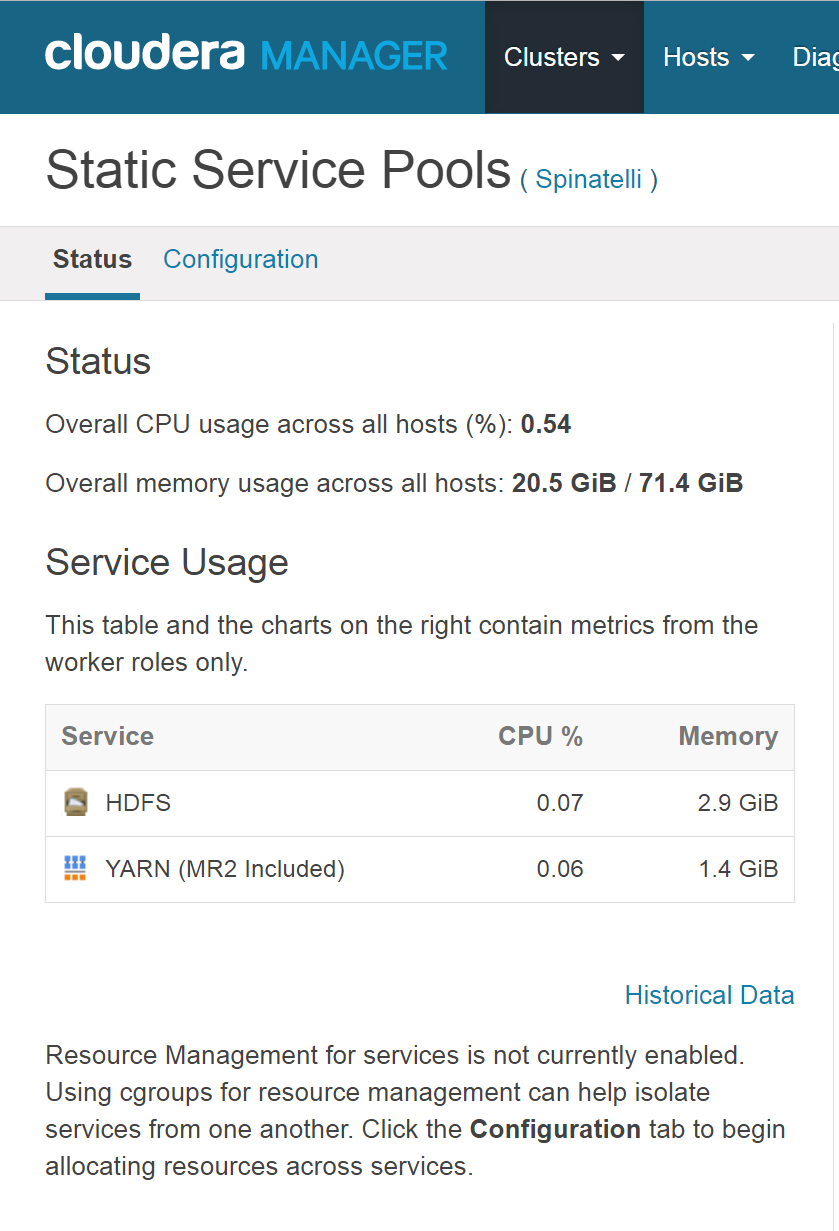 cloudera MANAGER Clusters Hosts Diag
Static Service Pools ( Spinatelli )
Status Configuration
Status
Overall CPU usage across all hosts (%): 0.54
Overall memory usage across all hosts: 20.5 GiB / 71.4 GiB
Service Usage
This table and the charts on the right contain metrics from the
worker roles only.
Service CPU % Memory
HDFS 0.07 2.9 GiB
YARN (MR2 Included) 0.06 1.4 GiB
Historical Data
Resource Management for services is not currently enabled.
Using cgroups for resource management can help isolate
services from one another. Click the Configuration tab to begin
allocating resources across services.